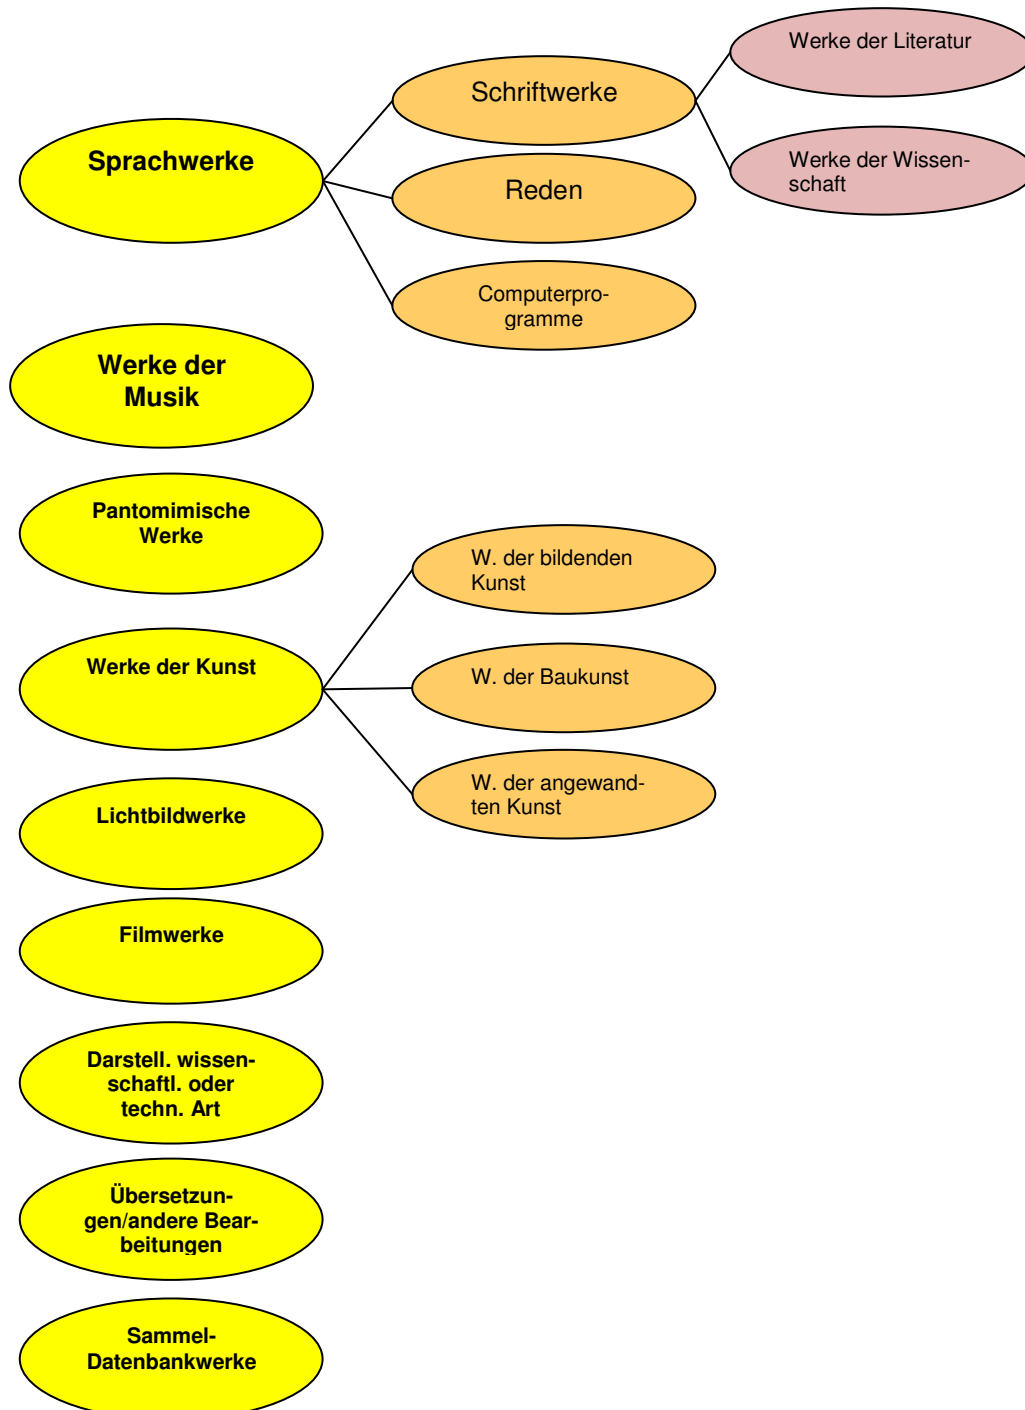 Werke der Literatur
Schriftwerke
Sprachwerke
Werke der Wissen-
schaft
Reden
Computerpro-
gramme
Werke der
Musik
Pantomimische
Werke
W. der bildenden
Kunst
Werke der Kunst
W. der Baukunst
W. der angewand-
ten Kunst
Lichtbildwerke
Filmwerke
Darstell. wissen-
schaftl. oder
techn. Art
Übersetzun-
gen/andere Bear-
beitungen
Sammel-
Datenbankwerke